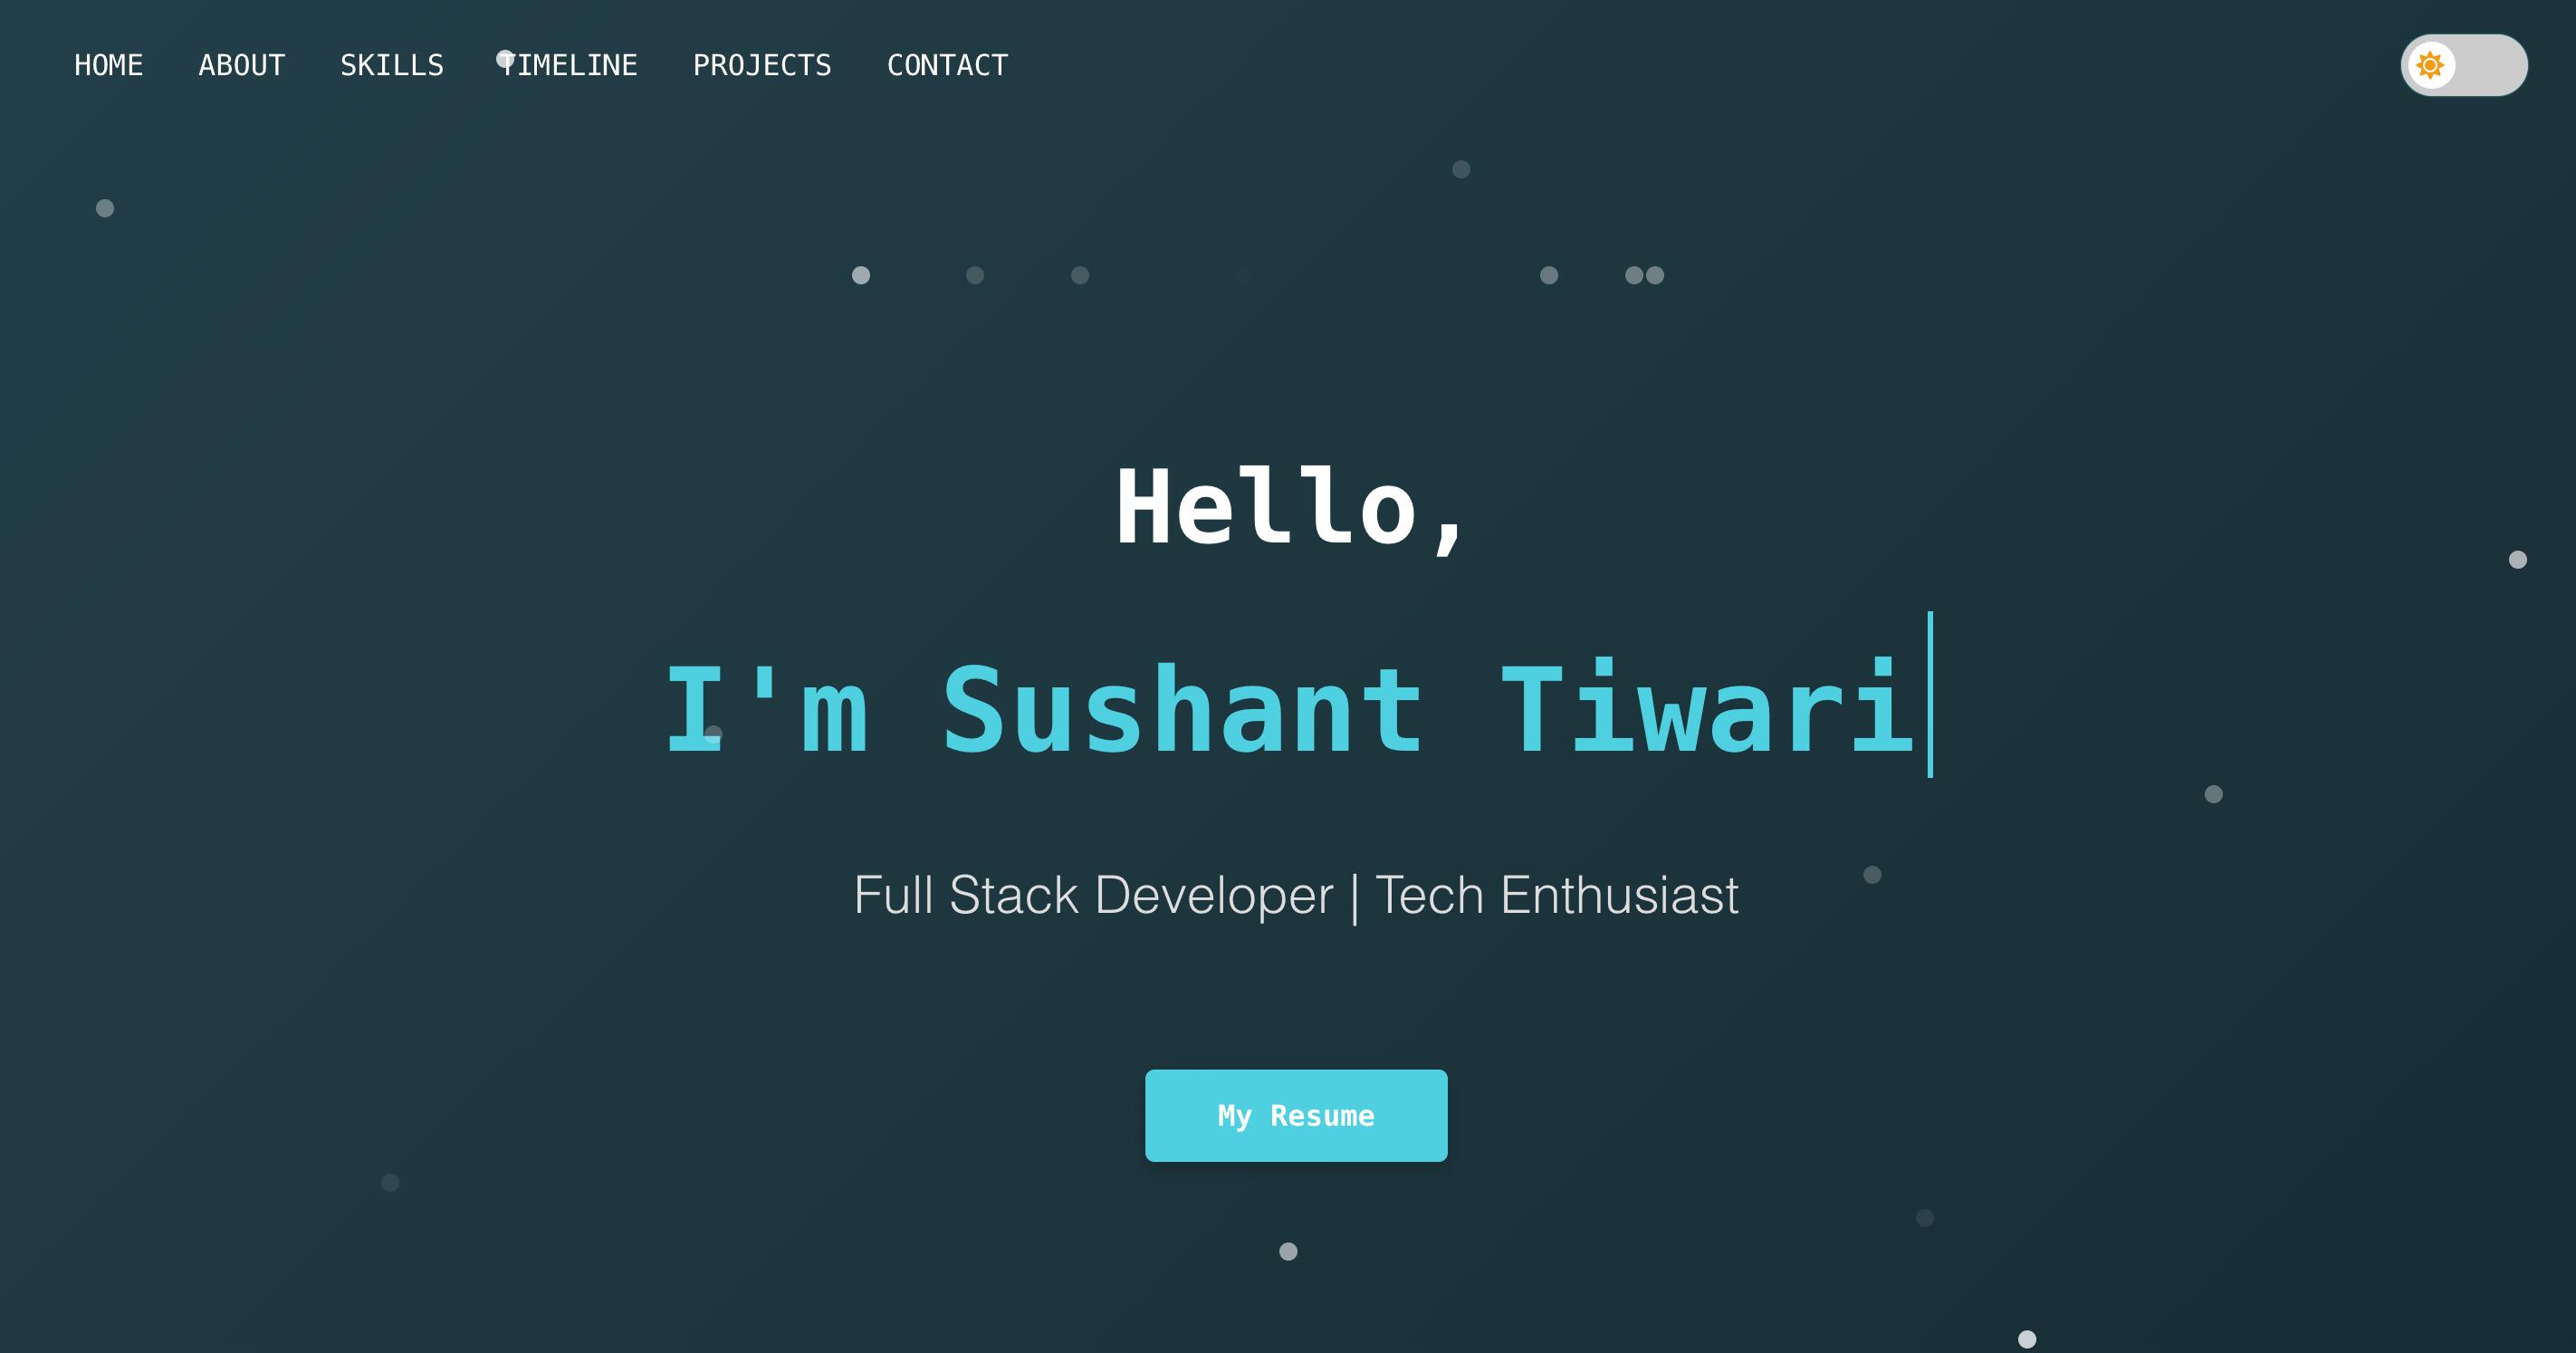 HOME ABOUT SKILLS TIMELINE PROJECTS CONTACT
Hello,
I'm Sushant Tiwari
Full Stack Developer | Tech Enthusiast
My Resume